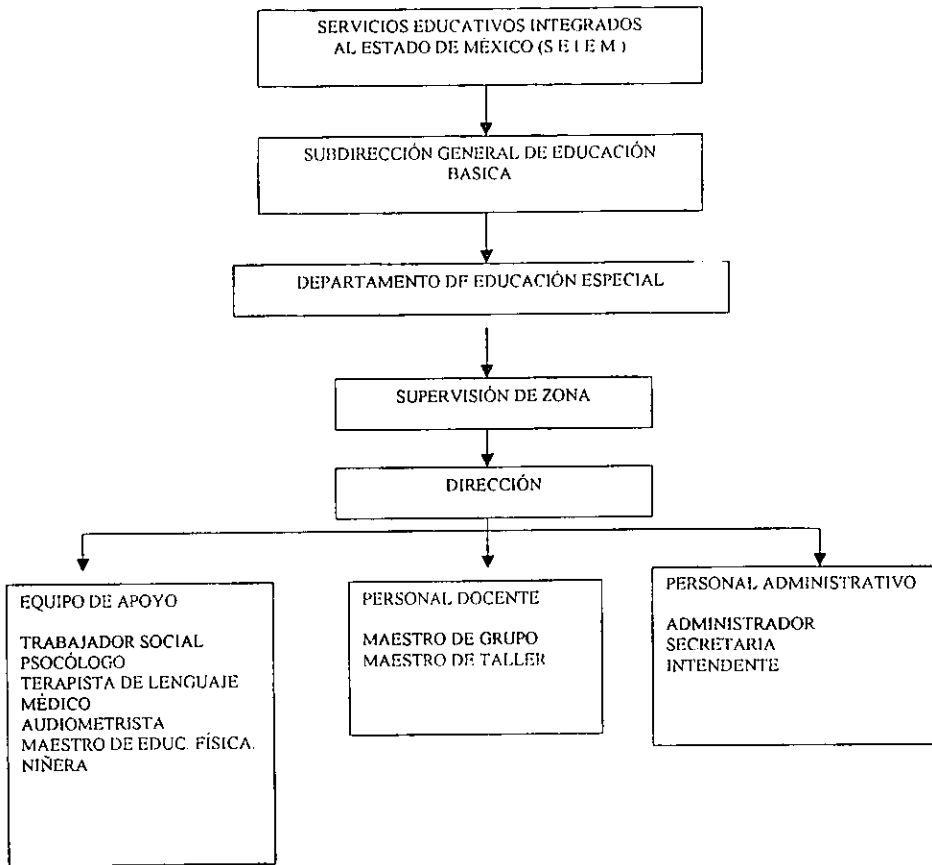 SERVICIOS EDUCATIVOS INTEGRADOS
AL ESTADO DE MÉXICO (S E I E M )
SUBDIRECCIÓN GENERAL DE EDUCACIÓN
BASICA
DEPARTAMENTO DE EDUCACIÓN ESPECIAL
SUPERVISIÓN DE ZONA
DIRECCIÓN
EQUIPO DE APOYO
TRABAJADOR SOCIAL
PSOCÓLOGO
TERAPISTA DE LENGUAJE
MÉDICO
AUDIOMETRISTA
MAESTRO DE EDUC. FÍSICA.
NIÑERA
PERSONAL DOCENTE
MAESTRO DE GRUPO
MAESTRO DE TALLER
PERSONAL ADMINISTRATIVO
ADMINISTRADOR
SECRETARIA
INTENDENTE